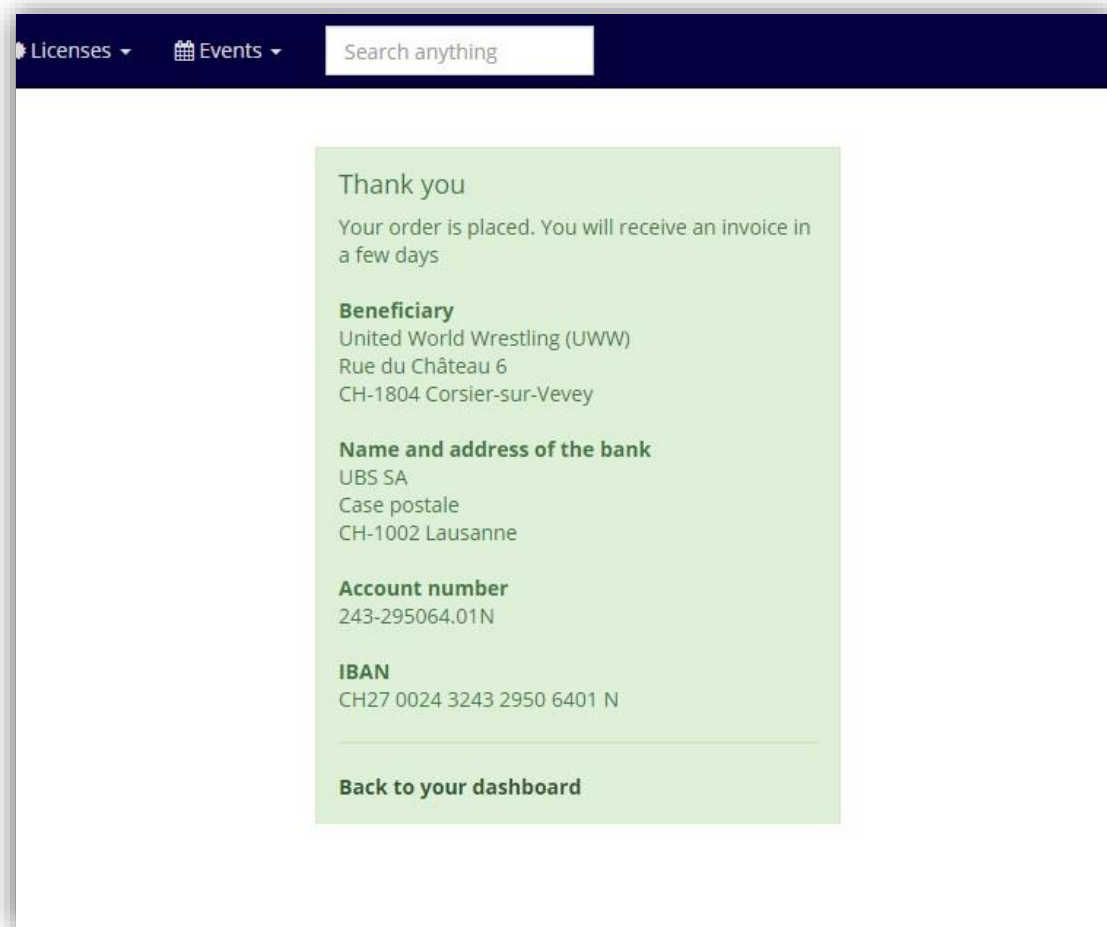 Licenses Events Search anything
Thank you
Your order is placed. You will receive an invoice in
a few days
Beneficiary
United World Wrestling (UWW)
Rue du Château 6
CH-1804 Corsier-sur-Vevey
Name and address of the bank
UBS SA
Case postale
CH-1002 Lausanne
Account number
243-295064.01N
IBAN
CH27 0024 3243 2950 6401 N
Back to your dashboard